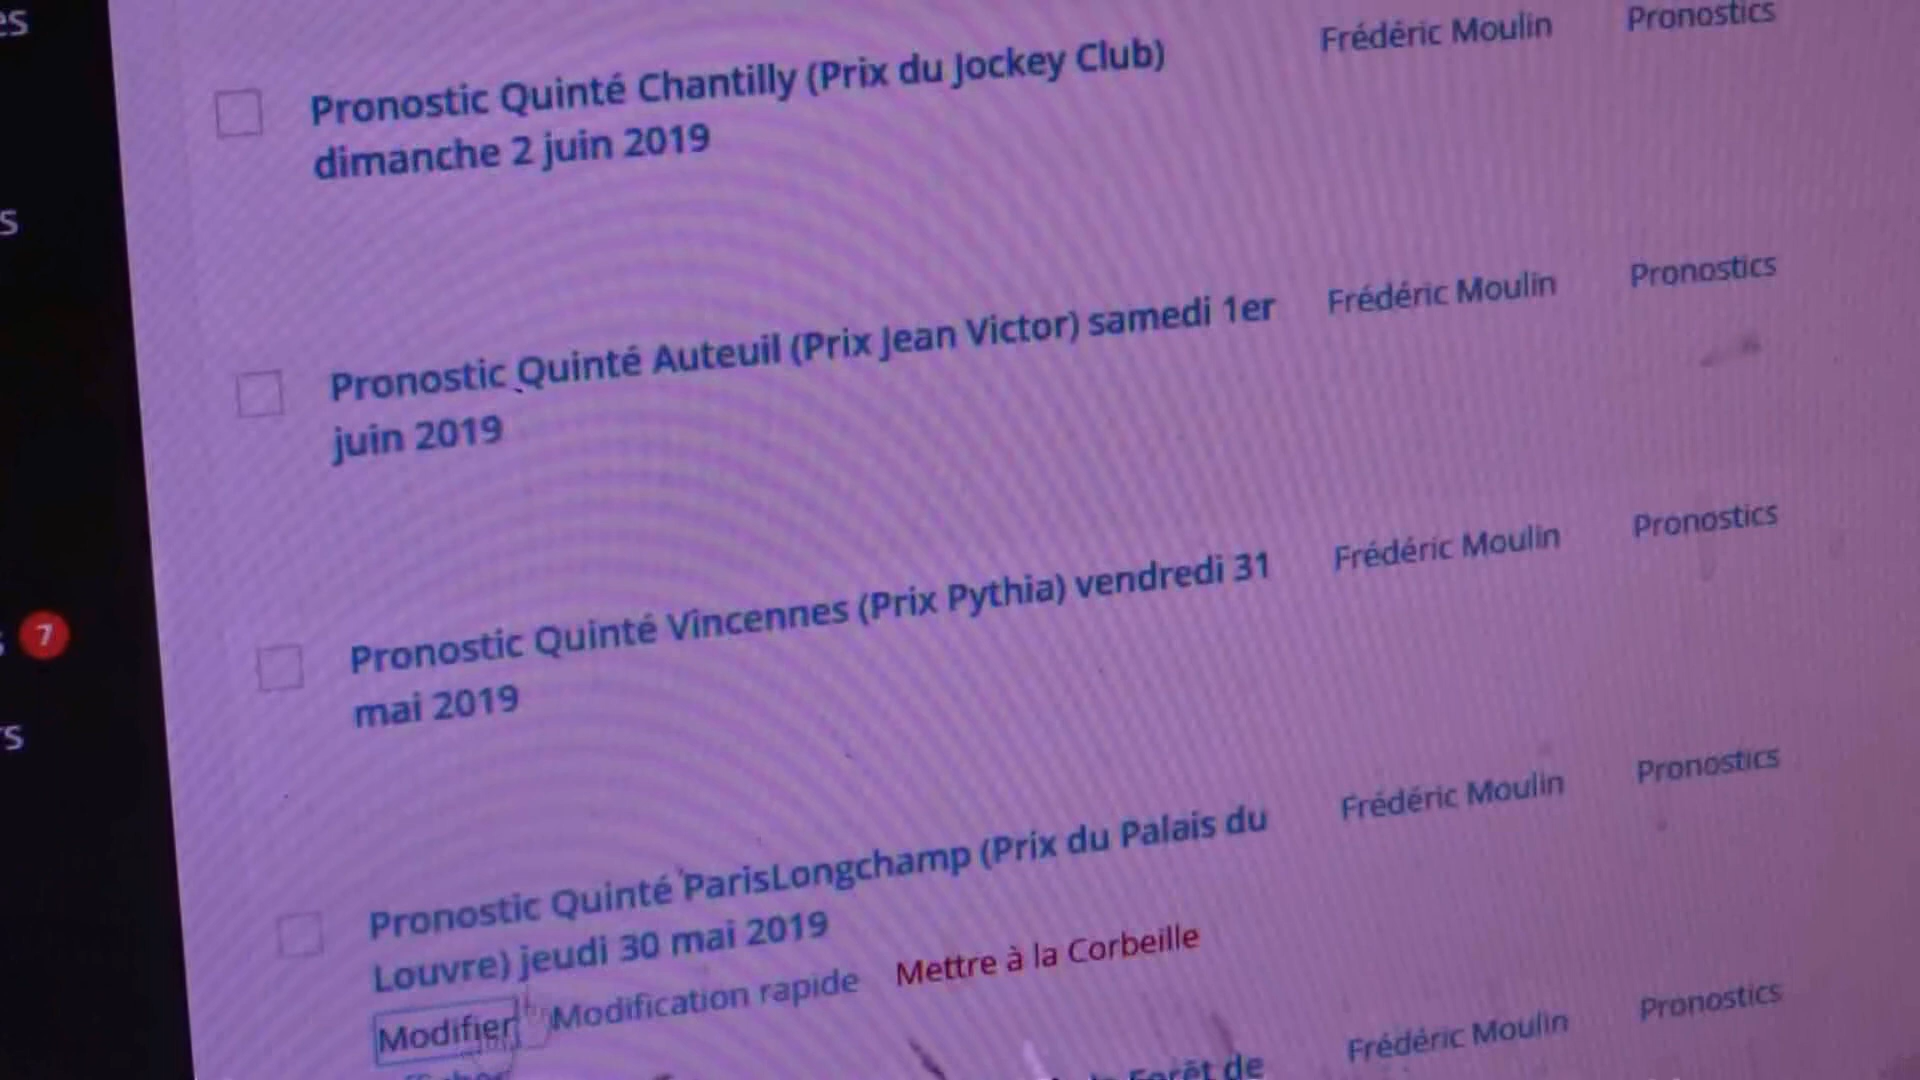 Pronostic Quinté Chantilly (Prix du Jockey Club)
dimanche 2 juin 2019
Frédéric Moulin
Pronostics
Pronostic Quinté Auteuil (Prix Jean Victor) samedi 1er
juin 2019
Frédéric Moulin
Pronostics
Pronostic Quinté Vincennes (Prix Pythia) vendredi 31
mai 2019
Frédéric Moulin
Pronostics
7
Pronostic Quinté ParisLongchamp (Prix du Palais du
Louvre) jeudi 30 mai 2019
Frédéric Moulin
Pronostics
Modifier Modification rapide Mettre à la Corbeille
Forêt de
Frédéric Moulin
Pronostics